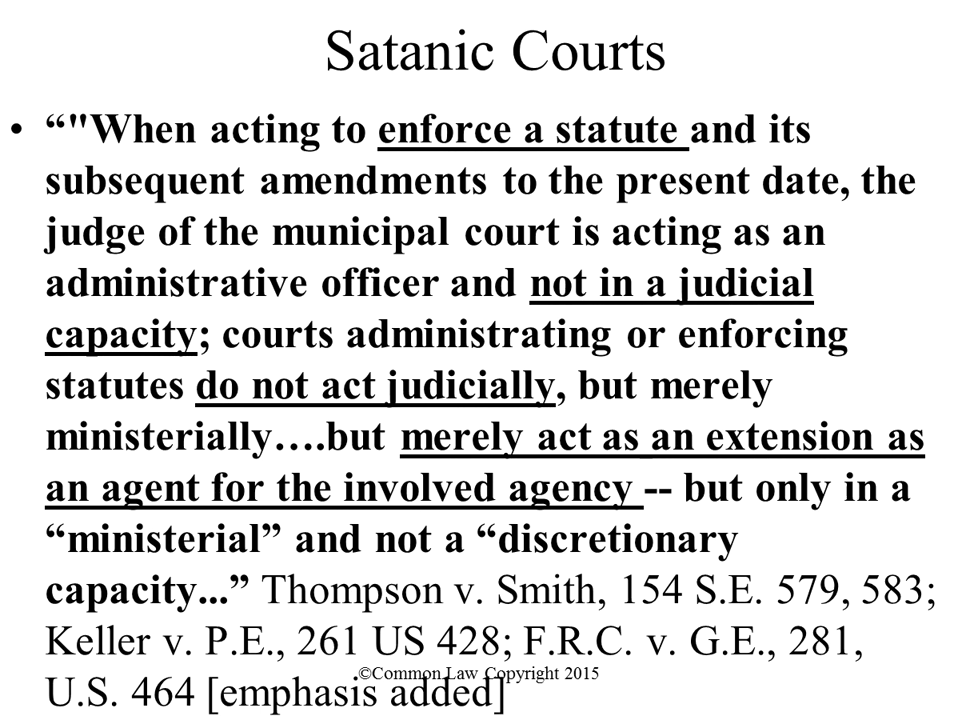 Satanic Courts
• “"When acting to enforce a statute and its
subsequent amendments to the present date, the
judge of the municipal court is acting as an
administrative officer and not in a judicial
capacity; courts administrating or enforcing
statutes do not act judicially, but merely
ministerially….but merely act as an extension as
an agent for the involved agency -- but only in a
“ministerial” and not a “discretionary
capacity...” Thompson v. Smith, 154 S.E. 579, 583;
Keller v. P.E., 261 US 428; F.R.C. v. G.E., 281,
©Common Law Copyright 2015
U.S. 464 [emphasis added]